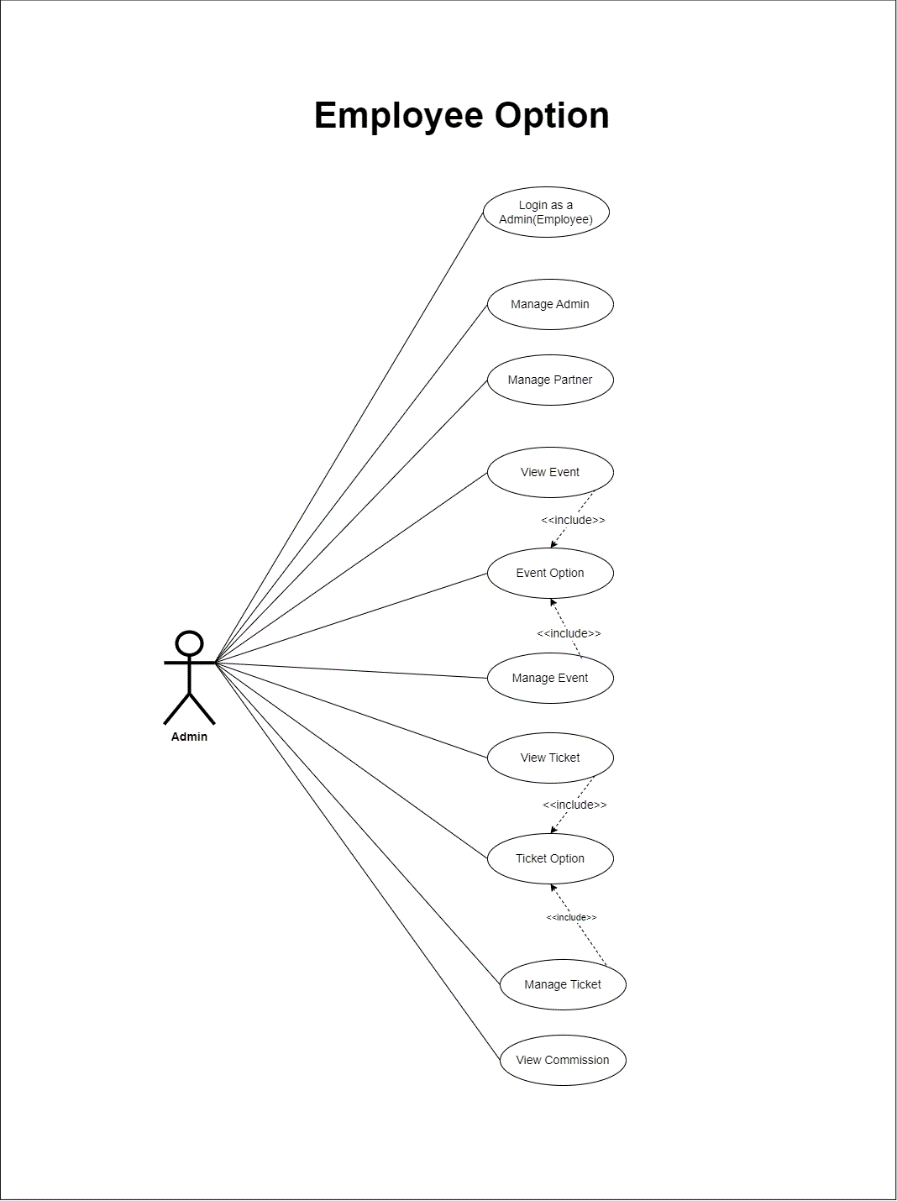 Employee Option
Login as a
Admin(Employee)
Manage Admin
Manage Partner
View Event
<<include>>
Event Option
<<include>>
Manage Event
Admin
View Ticket
<<include>>
Ticket Option
<<include>>
Manage Ticket
View Commission